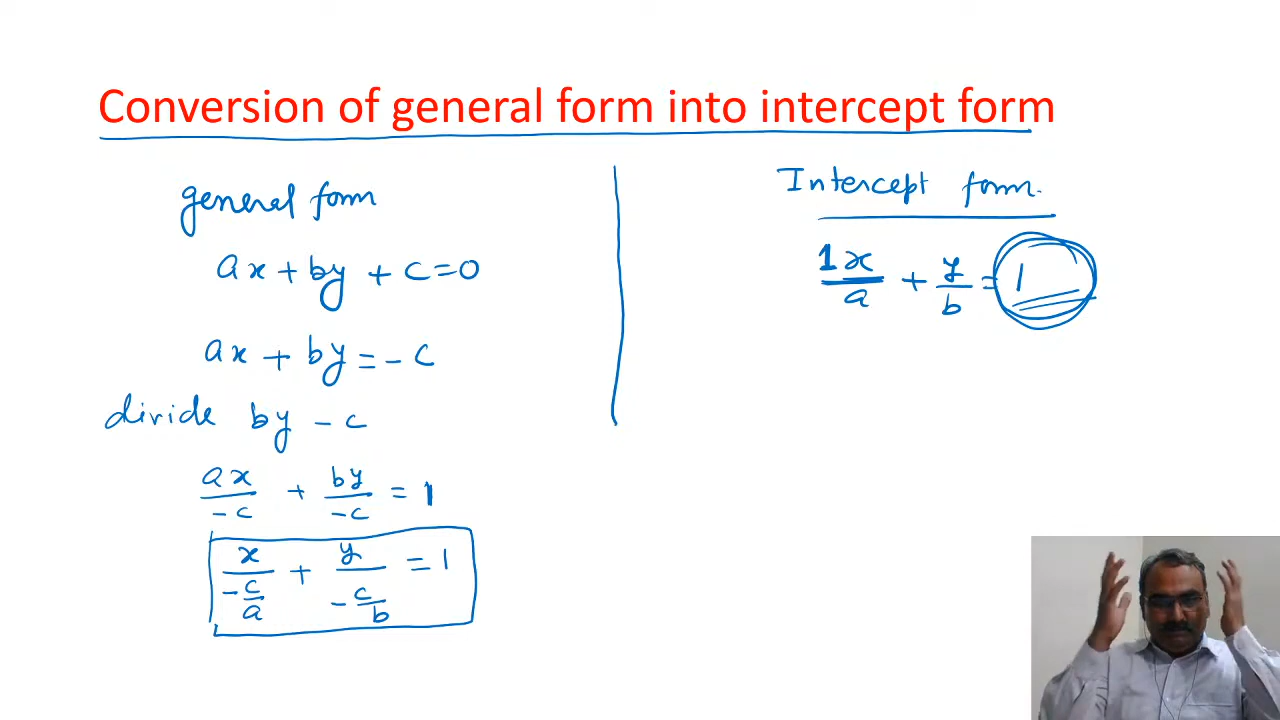 Conversion of general form into intercept form
general form
ax + by + c = 0
ax + by = - c
divide by - c
ax/-c + by/-c = 1
x/-c/a + y/-c/b = 1
Intercept form.
1x/a + y/b = 1